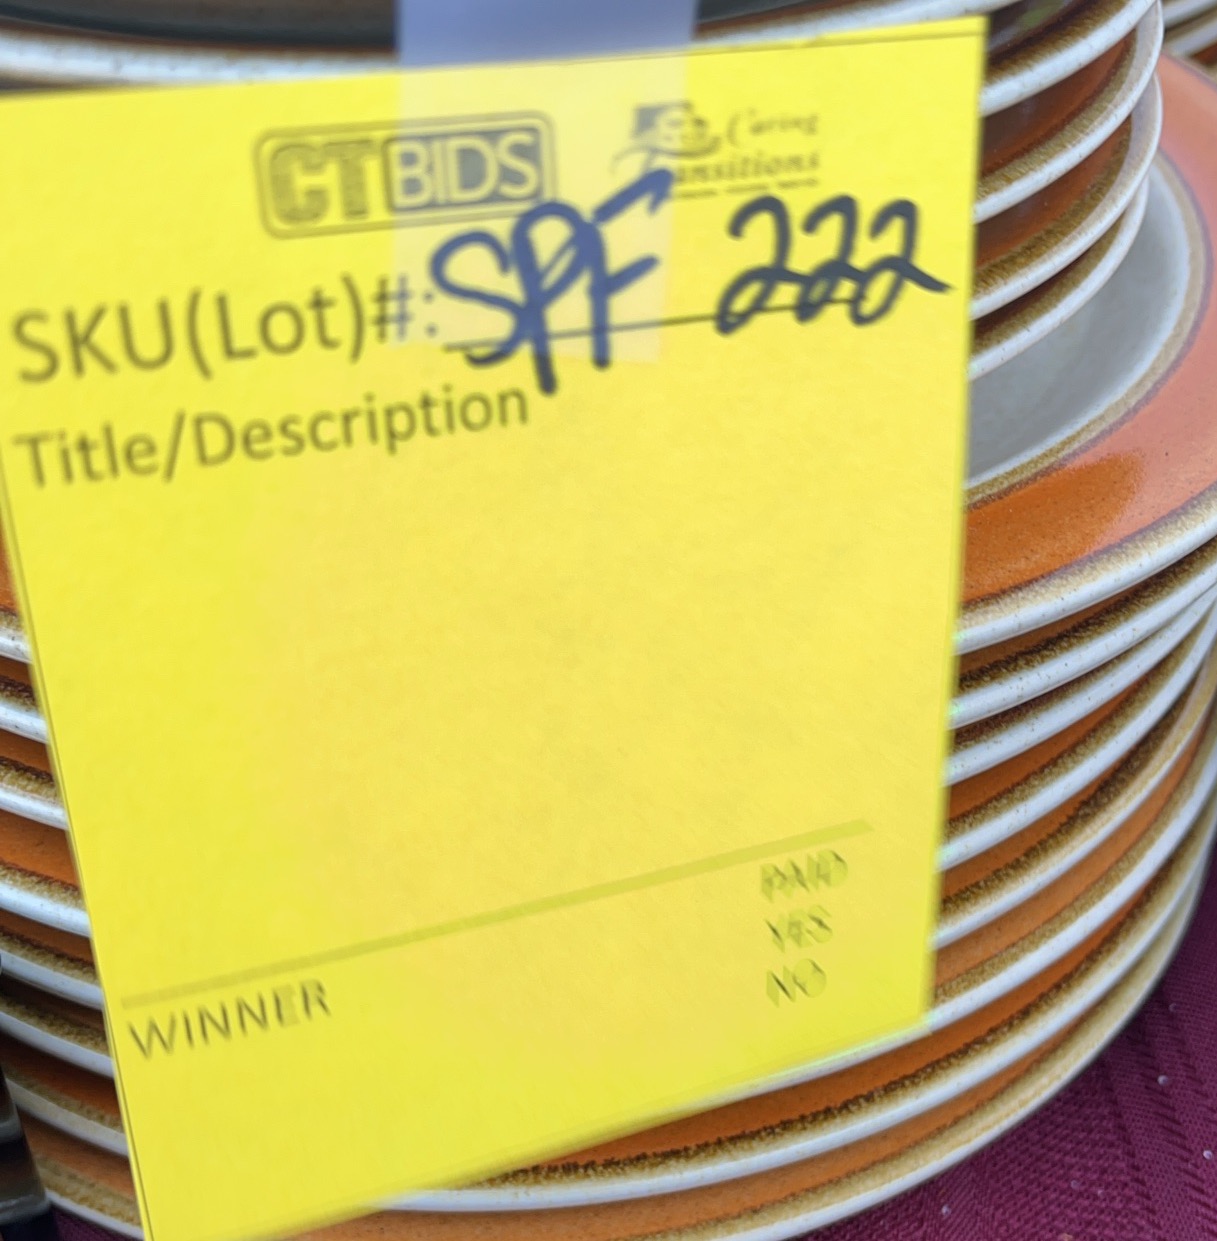 CTBIDS Caring Transitions
SKU(Lot)#: SPF 222
Title/Description
PAID
YES
NO
WINNER